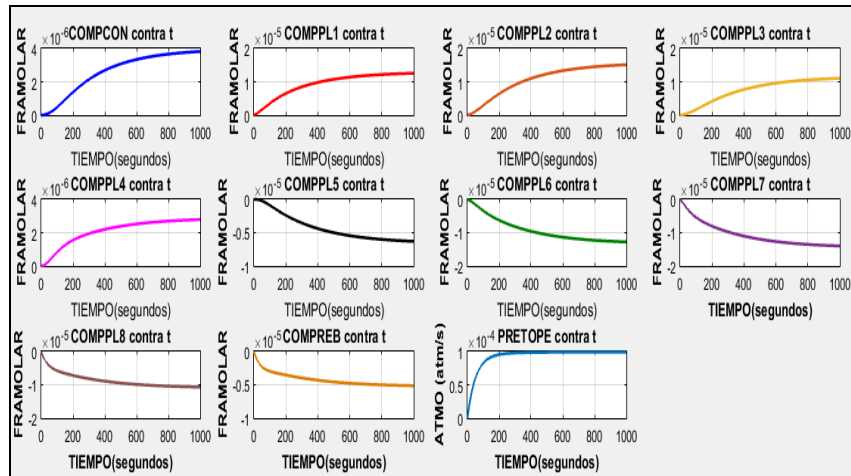 ×10^-6 COMPCON contra t
FRAMOLAR
4
2
0
0 200 400 600 800 1000
TIEMPO(segundos)
×10^-5 COMPPL1 contra t
FRAMOLAR
2
1
0
0 200 400 600 800 1000
TIEMPO(segundos)
×10^-5 COMPPL2 contra t
FRAMOLAR
2
1
0
0 200 400 600 800 1000
TIEMPO(segundos)
×10^-5 COMPPL3 contra t
FRAMOLAR
2
1
0
0 200 400 600 800 1000
TIEMPO(segundos)
×10^-6 COMPPL4 contra t
FRAMOLAR
4
2
0
0 200 400 600 800 1000
TIEMPO(segundos)
×10^-5 COMPPL5 contra t
FRAMOLAR
0
-0.5
-1
0 200 400 600 800 1000
TIEMPO(segundos)
×10^-5 COMPPL6 contra t
FRAMOLAR
0
-1
-2
0 200 400 600 800 1000
TIEMPO(segundos)
×10^-5 COMPPL7 contra t
FRAMOLAR
0
-1
-2
0 200 400 600 800 1000
TIEMPO(segundos)
×10^-5 COMPPL8 contra t
FRAMOLAR
0
-1
-2
0 200 400 600 800 1000
TIEMPO(segundos)
×10^-5 COMPREB contra t
FRAMOLAR
0
-0.5
-1
0 200 400 600 800 1000
TIEMPO(segundos)
×10^-4 PRETOPE contra t
ATMO (atm/s)
1
0.5
0
0 200 400 600 800 1000
TIEMPO(segundos)